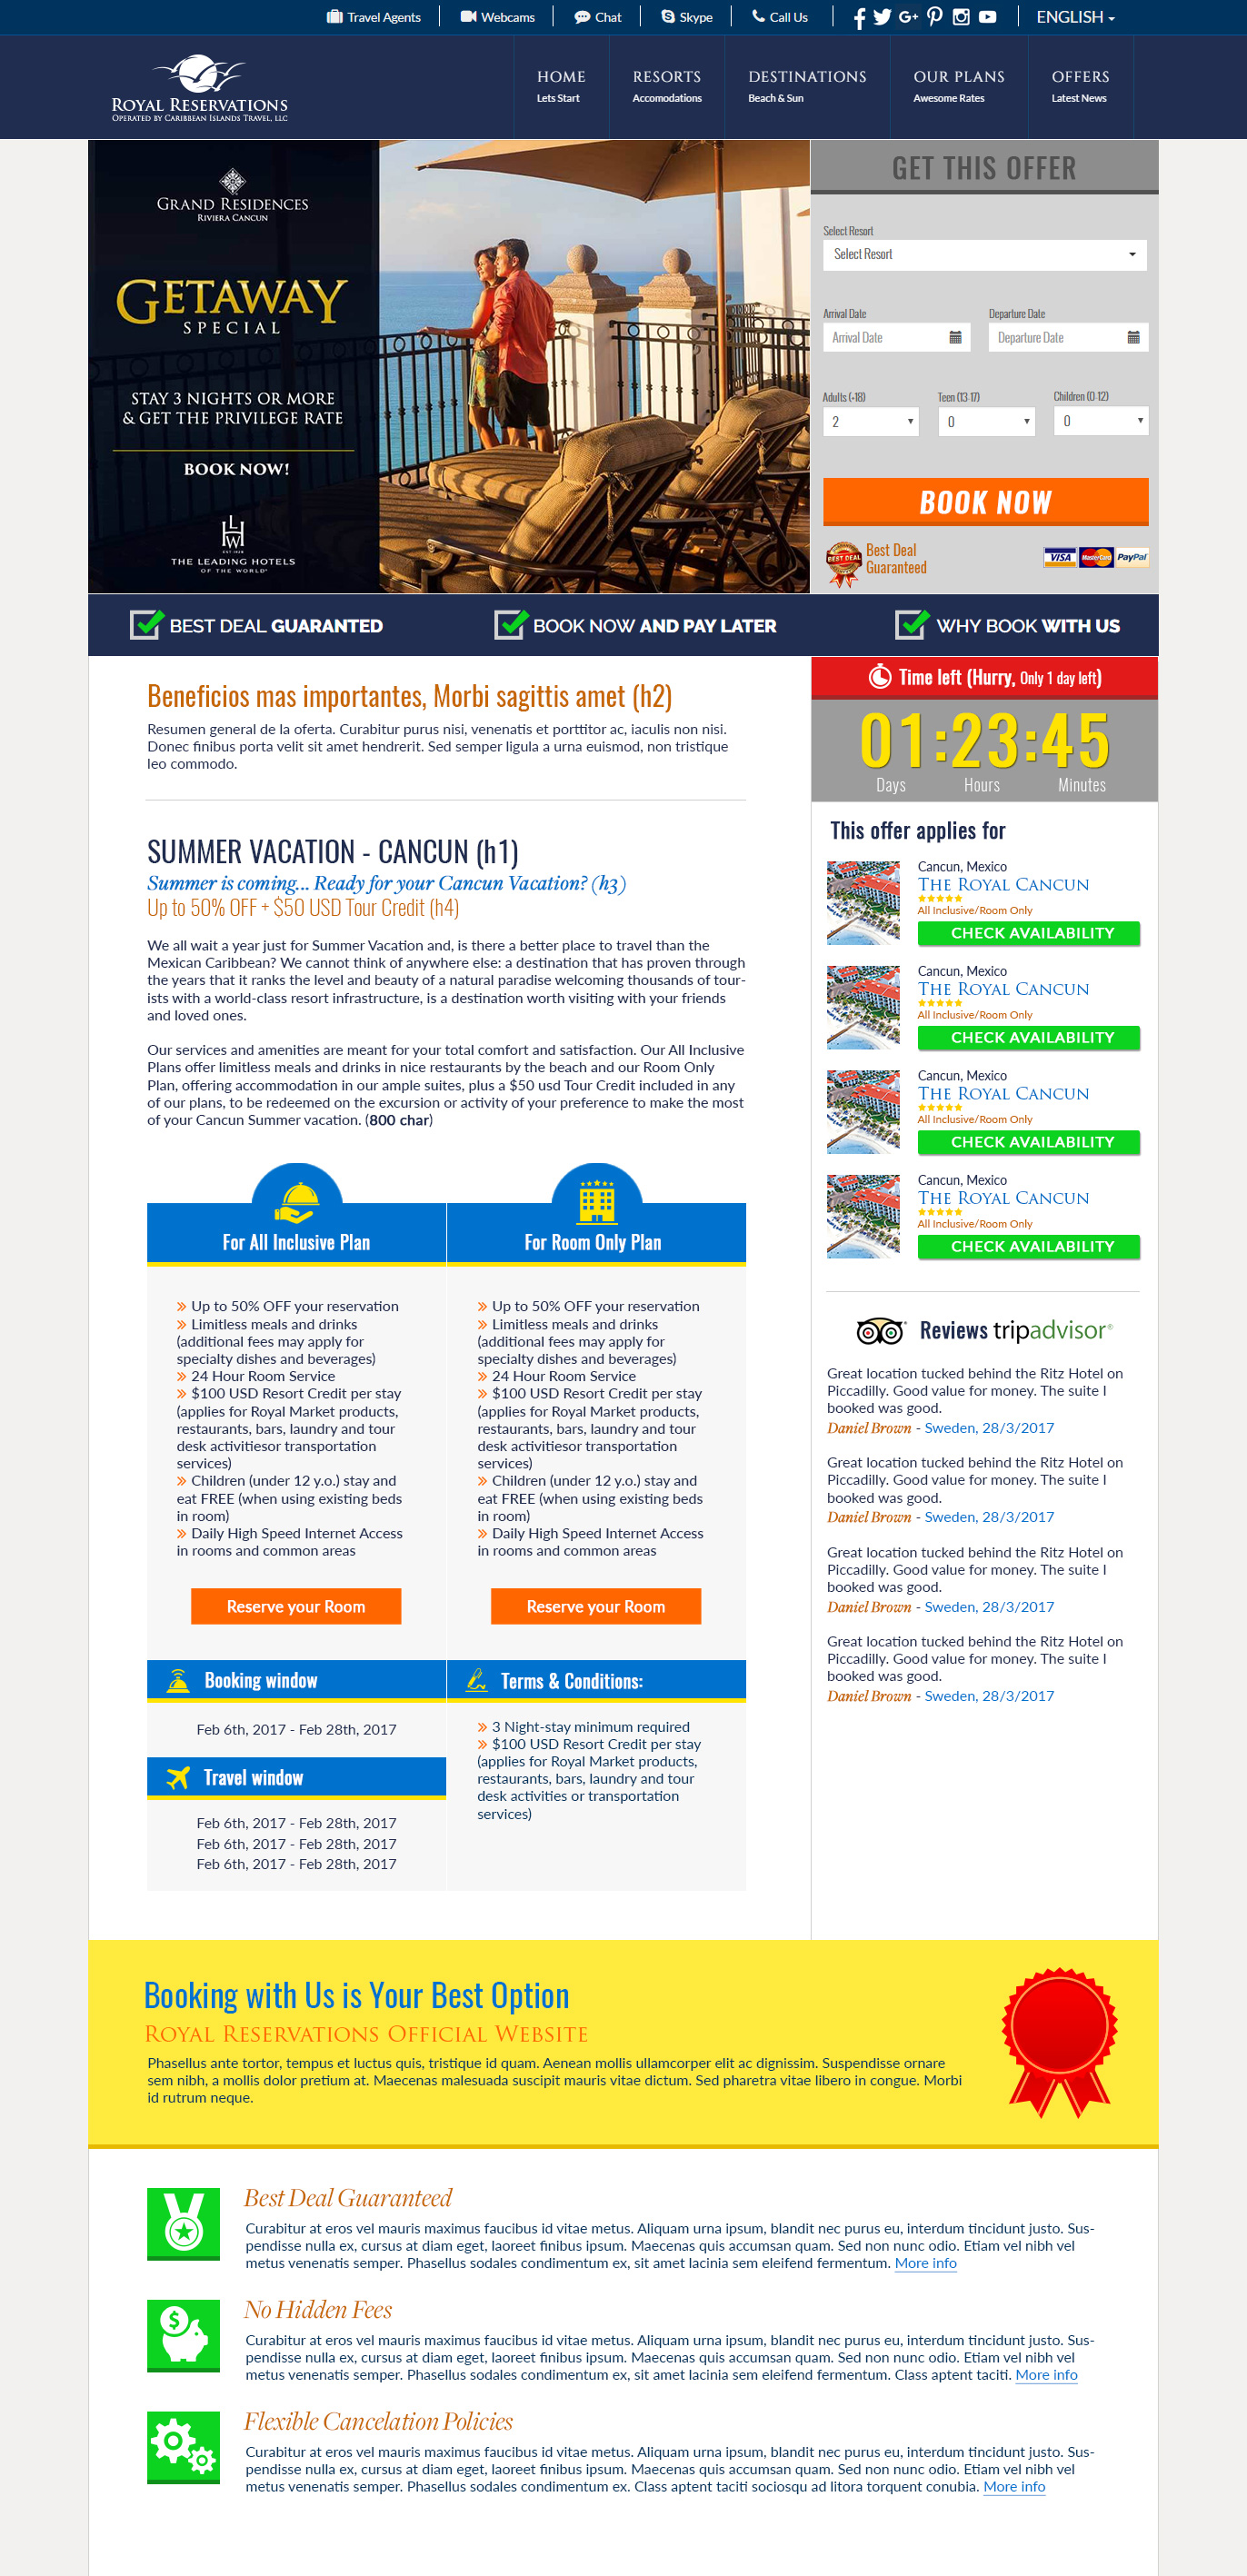 Travel Agents
Webcams
Chat
Skype
Call Us
ENGLISH
ROYAL RESERVATIONS
OPERATED BY CARIBBEAN ISLANDS TRAVEL, LLC
HOME
Lets Start
RESORTS
Accomodations
DESTINATIONS
Beach & Sun
OUR PLANS
Awesome Rates
OFFERS
Latest News
GRAND RESIDENCES
RIVIERA CANCUN
GETAWAY
SPECIAL
STAY 3 NIGHTS OR MORE
& GET THE PRIVILEGE RATE
BOOK NOW!
LHW
EST 1928
THE LEADING HOTELS
OF THE WORLD®
GET THIS OFFER
Select Resort
Select Resort
Arrival Date
Departure Date
Arrival Date
Departure Date
Adults (+18)
Teen (13-17)
Children (0-12)
2
0
0
BOOK NOW
BEST DEAL
Best Deal
Guaranteed
VISA
MasterCard
PayPal
BEST DEAL GUARANTED
BOOK NOW AND PAY LATER
WHY BOOK WITH US
Beneficios mas importantes, Morbi sagittis amet (h2)
Resumen general de la oferta. Curabitur purus nisi, venenatis et porttitor ac, iaculis non nisi.
Donec finibus porta velit sit amet hendrerit. Sed semper ligula a urna euismod, non tristique
leo commodo.
SUMMER VACATION - CANCUN (h1)
Summer is coming... Ready for your Cancun Vacation? (h3)
Up to 50% OFF + $50 USD Tour Credit (h4)
We all wait a year just for Summer Vacation and, is there a better place to travel than the
Mexican Caribbean? We cannot think of anywhere else: a destination that has proven through
the years that it ranks the level and beauty of a natural paradise welcoming thousands of tour-
ists with a world-class resort infrastructure, is a destination worth visiting with your friends
and loved ones.
Our services and amenities are meant for your total comfort and satisfaction. Our All Inclusive
Plans offer limitless meals and drinks in nice restaurants by the beach and our Room Only
Plan, offering accommodation in our ample suites, plus a $50 usd Tour Credit included in any
of our plans, to be redeemed on the excursion or activity of your preference to make the most
of your Cancun Summer vacation. (800 char)
For All Inclusive Plan
» Up to 50% OFF your reservation
» Limitless meals and drinks
(additional fees may apply for
specialty dishes and beverages)
» 24 Hour Room Service
» $100 USD Resort Credit per stay
(applies for Royal Market products,
restaurants, bars, laundry and tour
desk activitiesor transportation
services)
» Children (under 12 y.o.) stay and
eat FREE (when using existing beds
in room)
» Daily High Speed Internet Access
in rooms and common areas
Reserve your Room
For Room Only Plan
» Up to 50% OFF your reservation
» Limitless meals and drinks
(additional fees may apply for
specialty dishes and beverages)
» 24 Hour Room Service
» $100 USD Resort Credit per stay
(applies for Royal Market products,
restaurants, bars, laundry and tour
desk activitiesor transportation
services)
» Children (under 12 y.o.) stay and
eat FREE (when using existing beds
in room)
» Daily High Speed Internet Access
in rooms and common areas
Reserve your Room
Booking window
Feb 6th, 2017 - Feb 28th, 2017
Travel window
Feb 6th, 2017 - Feb 28th, 2017
Feb 6th, 2017 - Feb 28th, 2017
Feb 6th, 2017 - Feb 28th, 2017
Terms & Conditions:
» 3 Night-stay minimum required
» $100 USD Resort Credit per stay
(applies for Royal Market products,
restaurants, bars, laundry and tour
desk activities or transportation
services)
Time left (Hurry, Only 1 day left)
01:23:45
Days
Hours
Minutes
This offer applies for
Cancun, Mexico
THE ROYAL CANCUN
All Inclusive/Room Only
CHECK AVAILABILITY
Cancun, Mexico
THE ROYAL CANCUN
All Inclusive/Room Only
CHECK AVAILABILITY
Cancun, Mexico
THE ROYAL CANCUN
All Inclusive/Room Only
CHECK AVAILABILITY
Cancun, Mexico
THE ROYAL CANCUN
All Inclusive/Room Only
CHECK AVAILABILITY
Reviews tripadvisor®
Great location tucked behind the Ritz Hotel on
Piccadilly. Good value for money. The suite I
booked was good.
Daniel Brown - Sweden, 28/3/2017
Great location tucked behind the Ritz Hotel on
Piccadilly. Good value for money. The suite I
booked was good.
Daniel Brown - Sweden, 28/3/2017
Great location tucked behind the Ritz Hotel on
Piccadilly. Good value for money. The suite I
booked was good.
Daniel Brown - Sweden, 28/3/2017
Great location tucked behind the Ritz Hotel on
Piccadilly. Good value for money. The suite I
booked was good.
Daniel Brown - Sweden, 28/3/2017
Booking with Us is Your Best Option
ROYAL RESERVATIONS OFFICIAL WEBSITE
Phasellus ante tortor, tempus et luctus quis, tristique id quam. Aenean mollis ullamcorper elit ac dignissim. Suspendisse ornare
sem nibh, a mollis dolor pretium at. Maecenas malesuada suscipit mauris vitae dictum. Sed pharetra vitae libero in congue. Morbi
id rutrum neque.
Best Deal Guaranteed
Curabitur at eros vel mauris maximus faucibus id vitae metus. Aliquam urna ipsum, blandit nec purus eu, interdum tincidunt justo. Sus-
pendisse nulla ex, cursus at diam eget, laoreet finibus ipsum. Maecenas quis accumsan quam. Sed non nunc odio. Etiam vel nibh vel
metus venenatis semper. Phasellus sodales condimentum ex, sit amet lacinia sem eleifend fermentum. More info
No Hidden Fees
Curabitur at eros vel mauris maximus faucibus id vitae metus. Aliquam urna ipsum, blandit nec purus eu, interdum tincidunt justo. Sus-
pendisse nulla ex, cursus at diam eget, laoreet finibus ipsum. Maecenas quis accumsan quam. Sed non nunc odio. Etiam vel nibh vel
metus venenatis semper. Phasellus sodales condimentum ex, sit amet lacinia sem eleifend fermentum. Class aptent taciti. More info
Flexible Cancelation Policies
Curabitur at eros vel mauris maximus faucibus id vitae metus. Aliquam urna ipsum, blandit nec purus eu, interdum tincidunt justo. Sus-
pendisse nulla ex, cursus at diam eget, laoreet finibus ipsum. Maecenas quis accumsan quam. Sed non nunc odio. Etiam vel nibh vel
metus venenatis semper. Phasellus sodales condimentum ex. Class aptent taciti sociosqu ad litora torquent conubia. More info